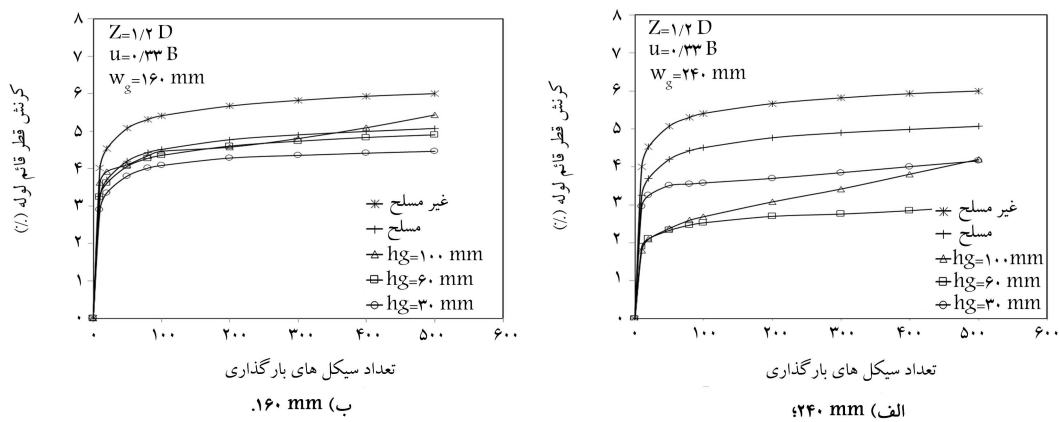 ۸
۷
۶
۵
۴
۳
۲
۱
۰
Z=۱/۲ D
u=۰/۳۳ B
w_g=۱۶۰ mm
کرنش قطر قائم لوله (٪)
غیر مسلح
مسلح
hg=۱۰۰ mm
hg=۶۰ mm
hg=۳۰ mm
۰ ۱۰۰ ۲۰۰ ۳۰۰ ۴۰۰ ۵۰۰ ۶۰۰
تعداد سیکل های بارگذاری
ب) ۱۶۰ mm.
۸
۷
۶
۵
۴
۳
۲
۱
۰
Z=۱/۲ D
u=۰/۳۳ B
w_g=۲۴۰ mm
کرنش قطر قائم لوله (٪)
غیر مسلح
مسلح
hg=۱۰۰mm
hg=۶۰ mm
hg=۳۰ mm
۰ ۱۰۰ ۲۰۰ ۳۰۰ ۴۰۰ ۵۰۰ ۶۰۰
تعداد سیکل های بارگذاری
الف) ۲۴۰ mm؛